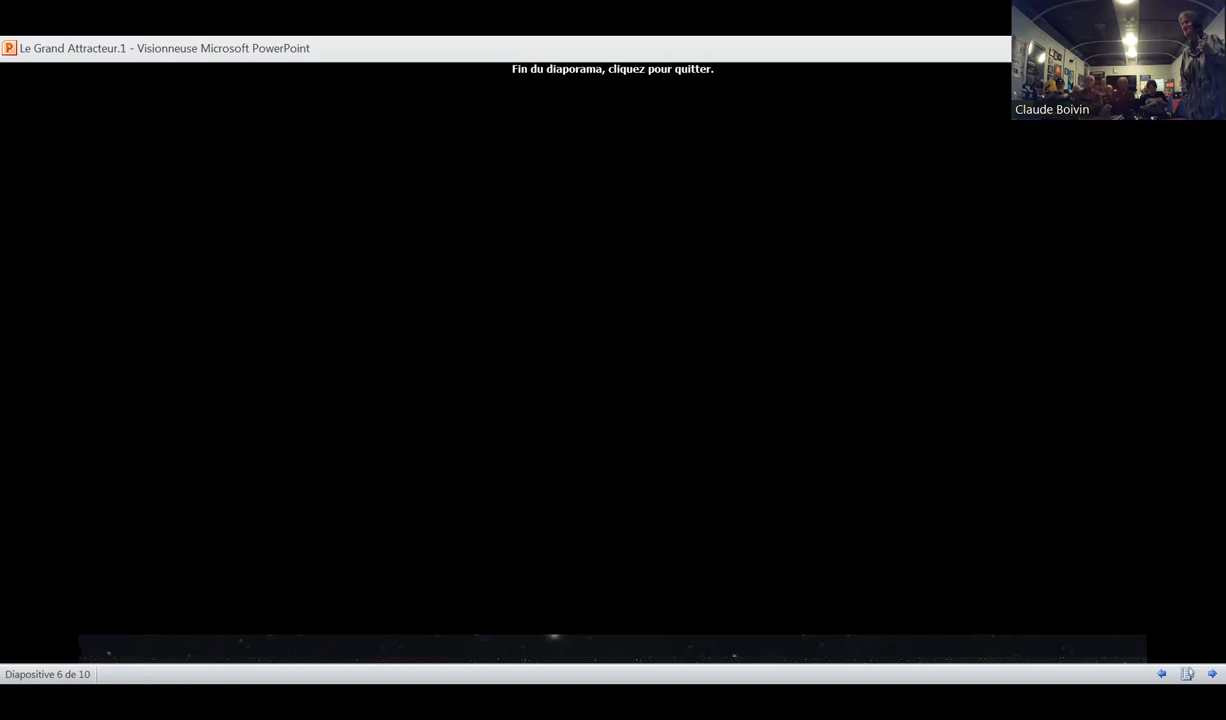 Le Grand Attracteur.1 - Visionneuse Microsoft PowerPoint
Fin du diaporama, cliquez pour quitter.
Claude Boivin
Diapositive 6 de 10